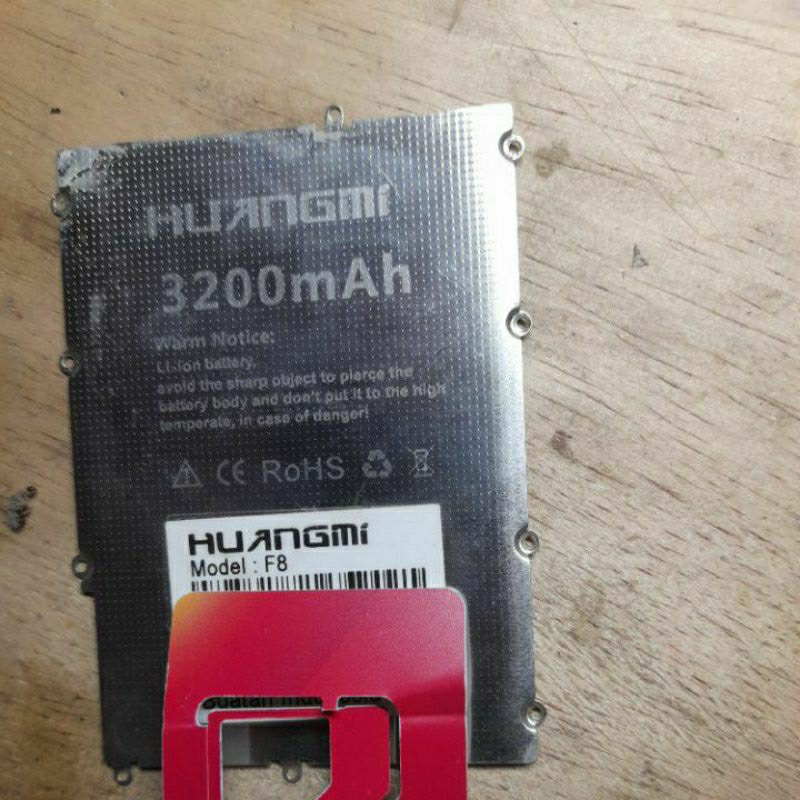 HUANGMI
3200mAh
Warm Notice:
Li-ion battery,
avoid the sharp object to pierce the
battery body and don't put it to the high
temperate, in case of danger!
CE RoHS
HUANGMI
Model : F8
Buatan